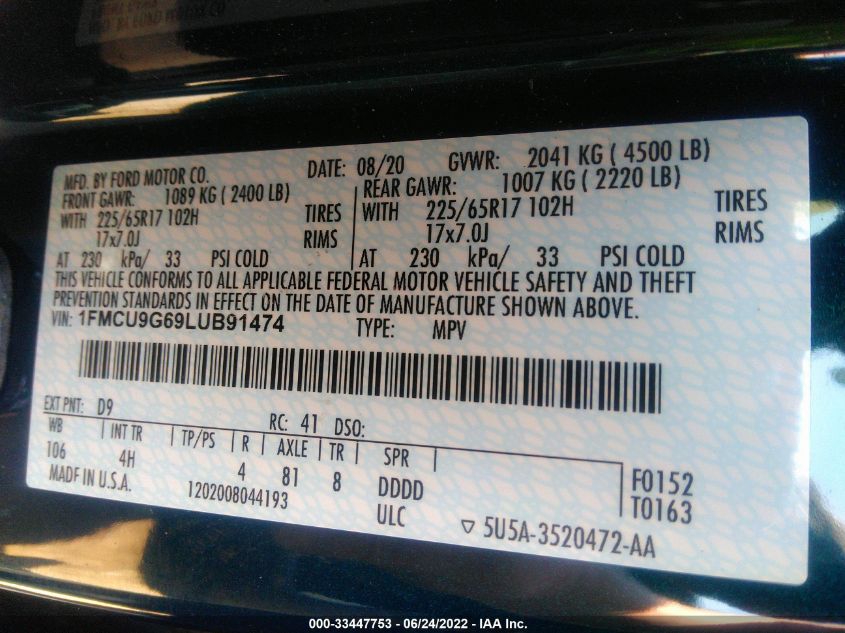 MFD. BY FORD MOTOR CO. DATE: 08/20 GVWR: 2041 KG ( 4500 LB)
FRONT GAWR: 1089 KG ( 2400 LB) REAR GAWR: 1007 KG ( 2220 LB)
WITH 225/65R17 102H TIRES WITH 225/65R17 102H TIRES
17x7.0J RIMS 17x7.0J RIMS
AT 230 kPa/ 33 PSI COLD AT 230 kPa/ 33 PSI COLD
THIS VEHICLE CONFORMS TO ALL APPLICABLE FEDERAL MOTOR VEHICLE SAFETY AND THEFT
PREVENTION STANDARDS IN EFFECT ON THE DATE OF MANUFACTURE SHOWN ABOVE.
VIN: 1FMCU9G69LUB91474 TYPE: MPV
EXT PNT: D9 RC: 41 DSO:
WB INT TR TP/PS R AXLE TR SPR
106 4H 4 81 8 DDDD F0152
MADE IN U.S.A. 1202008044193 ULC T0163
5U5A-3520472-AA
000-33447753 - 06/24/2022 - IAA Inc.